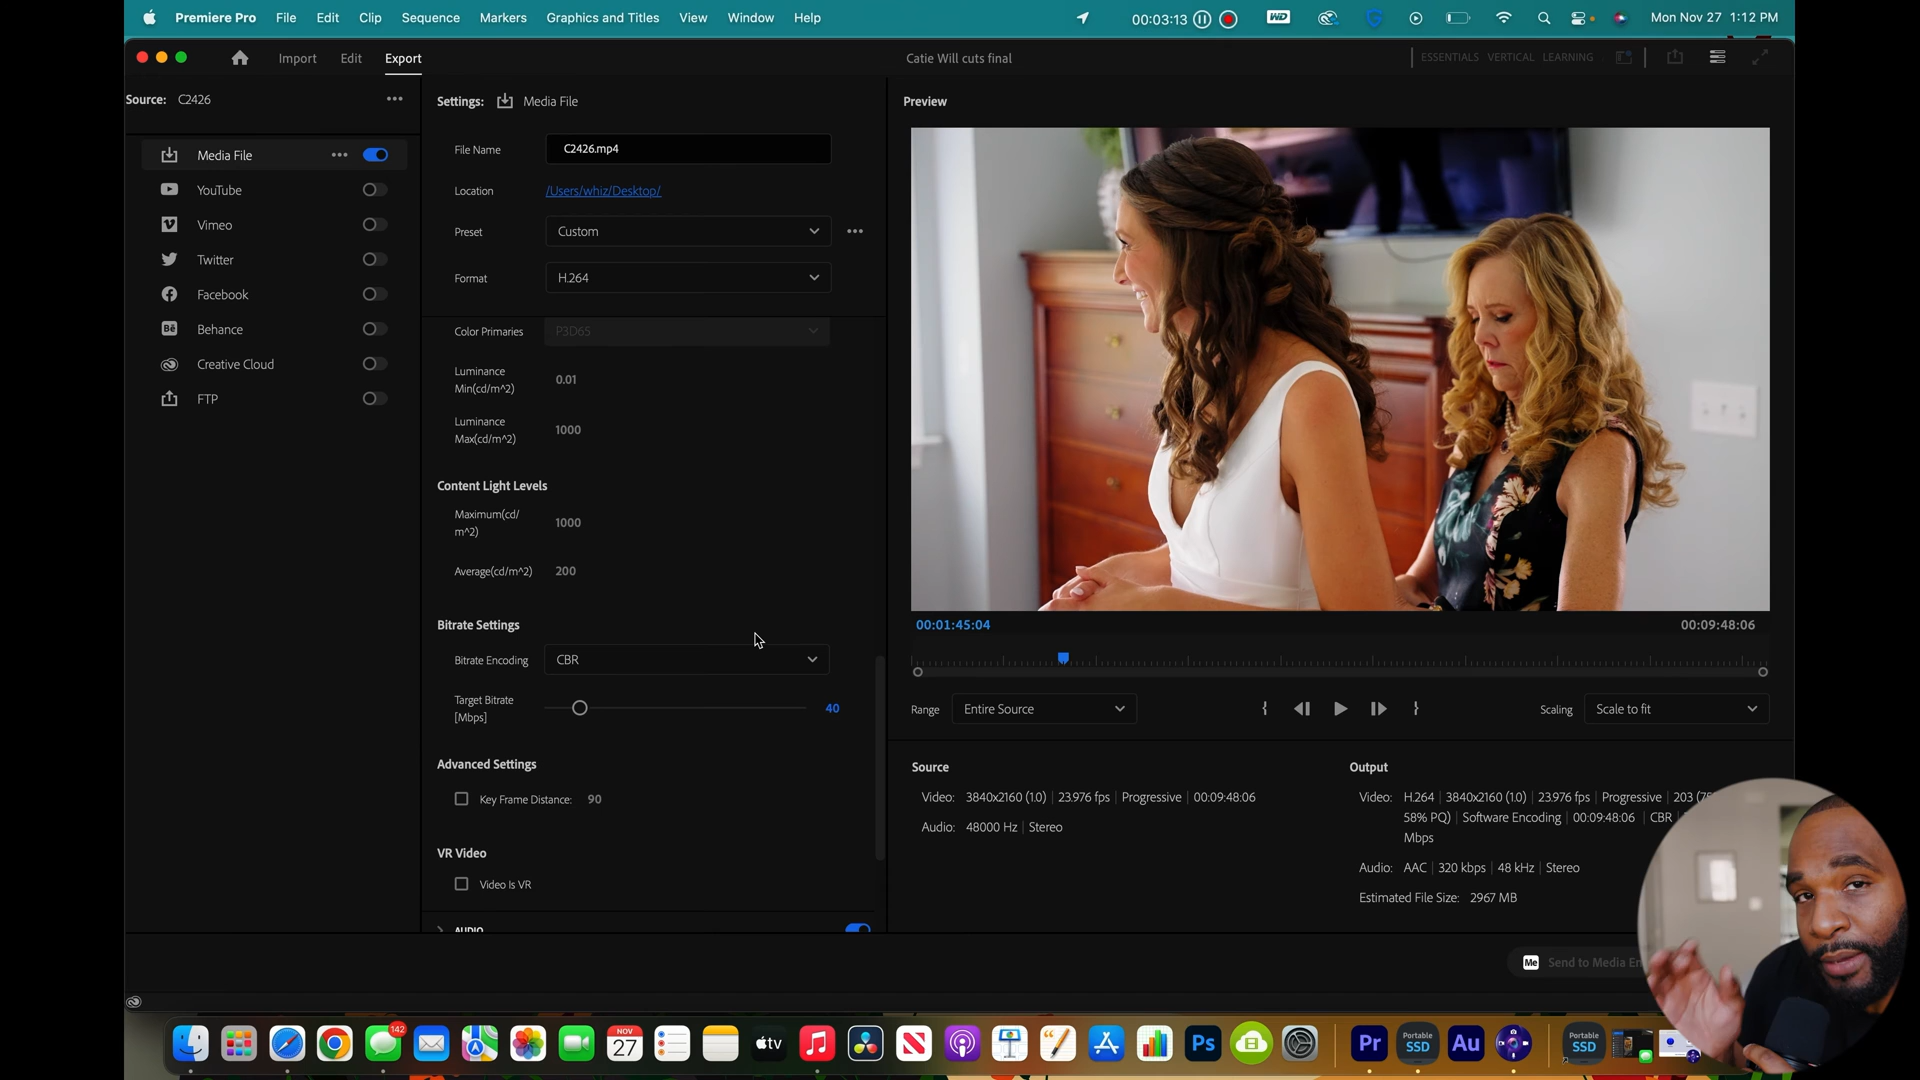 Premiere Pro File Edit Clip Sequence Markers Graphics and Titles View Window Help 00:03:13 WD Mon Nov 27 1:12 PM
Import Edit Export Catie Will cuts final ESSENTIALS VERTICAL LEARNING
Source: C2426
Media File
YouTube
Vimeo
Twitter
Facebook
Behance
Creative Cloud
FTP
Settings: Media File
File Name C2426.mp4
Location /Users/whiz/Desktop/
Preset Custom
Format H.264
Color Primaries P3D65
Luminance
Min(cd/m^2) 0.01
Luminance
Max(cd/m^2) 1000
Content Light Levels
Maximum(cd/
m^2) 1000
Average(cd/m^2) 200
Bitrate Settings
Bitrate Encoding CBR
Target Bitrate
[Mbps] 40
Advanced Settings
Key Frame Distance: 90
VR Video
Video Is VR
AUDIO
Preview
00:01:45:04 00:09:48:06
Range Entire Source Scaling Scale to fit
Source
Video: 3840x2160 (1.0) | 23.976 fps | Progressive | 00:09:48:06
Audio: 48000 Hz | Stereo
Output
Video: H.264 | 3840x2160 (1.0) | 23.976 fps | Progressive | 203 (75
58% PQ) | Software Encoding | 00:09:48:06 | CBR |
Mbps
Audio: AAC | 320 kbps | 48 kHz | Stereo
Estimated File Size: 2967 MB
Me Send to Media En
142 NOV 27 tv Ps Pr Portable SSD Au Portable SSD